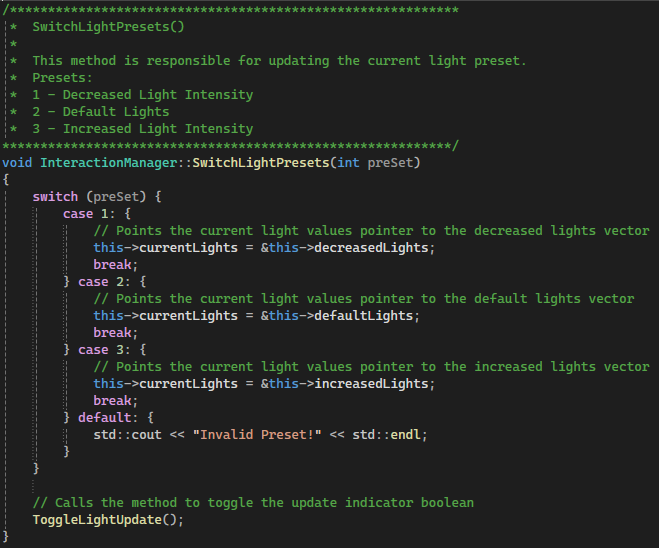 /***********************************************************
 *  SwitchLightPresets()
 *
 *  This method is responsible for updating the current light preset.
 *  Presets:
 *  1 - Decreased Light Intensity
 *  2 - Default Lights
 *  3 - Increased Light Intensity
***********************************************************/
void InteractionManager::SwitchLightPresets(int preSet)
{
    switch (preSet) {
        case 1: {
            // Points the current light values pointer to the decreased lights vector
            this->currentLights = &this->decreasedLights;
            break;
        } case 2: {
            // Points the current light values pointer to the default lights vector
            this->currentLights = &this->defaultLights;
            break;
        } case 3: {
            // Points the current light values pointer to the increased lights vector
            this->currentLights = &this->increasedLights;
            break;
        } default: {
            std::cout << "Invalid Preset!" << std::endl;
        }
    }

    // Calls the method to toggle the update indicator boolean
    ToggleLightUpdate();
}